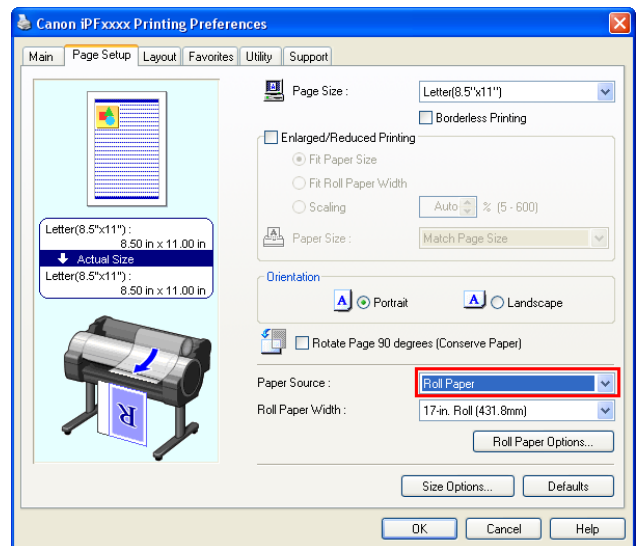 Canon iPFxxxx Printing Preferences
Main Page Setup Layout Favorites Utility Support
Page Size : Letter(8.5"x11")
Borderless Printing
Enlarged/Reduced Printing
Fit Paper Size
Fit Roll Paper Width
Scaling Auto % (5 - 600)
Paper Size : Match Page Size
Letter(8.5"x11") :
8.50 in x 11.00 in
Actual Size
Letter(8.5"x11") :
8.50 in x 11.00 in
Orientation
A Portrait A Landscape
Rotate Page 90 degrees (Conserve Paper)
Paper Source : Roll Paper
Roll Paper Width : 17-in. Roll (431.8mm)
R
Roll Paper Options...
Size Options... Defaults
OK Cancel Help